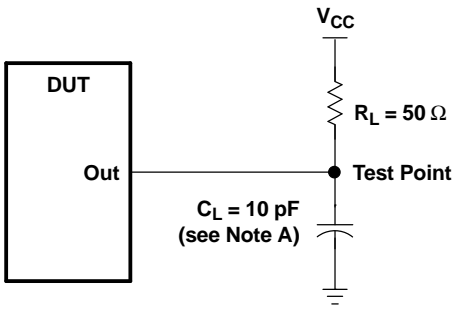 VCC
DUT
RL = 50 Ω
Out
Test Point
CL = 10 pF
(see Note A)